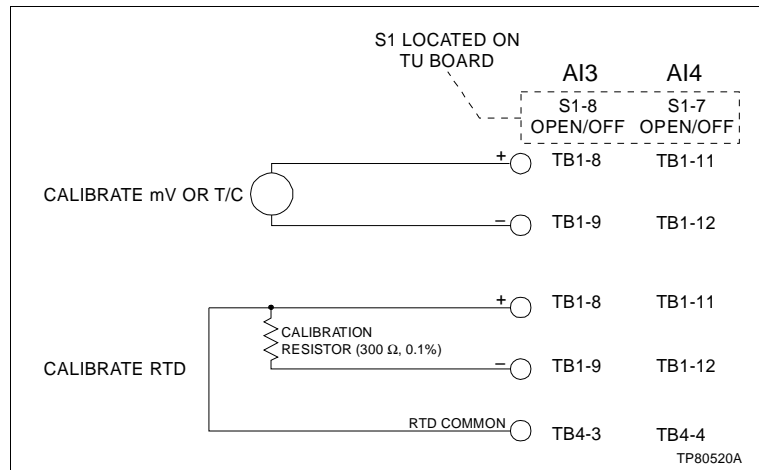 S1 LOCATED ON
TU BOARD
AI3 AI4
S1-8 S1-7
OPEN/OFF OPEN/OFF
+ TB1-8 TB1-11
CALIBRATE mV OR T/C
– TB1-9 TB1-12
+ TB1-8 TB1-11
CALIBRATION
RESISTOR (300 Ω, 0.1%)
CALIBRATE RTD
– TB1-9 TB1-12
RTD COMMON TB4-3 TB4-4
TP80520A